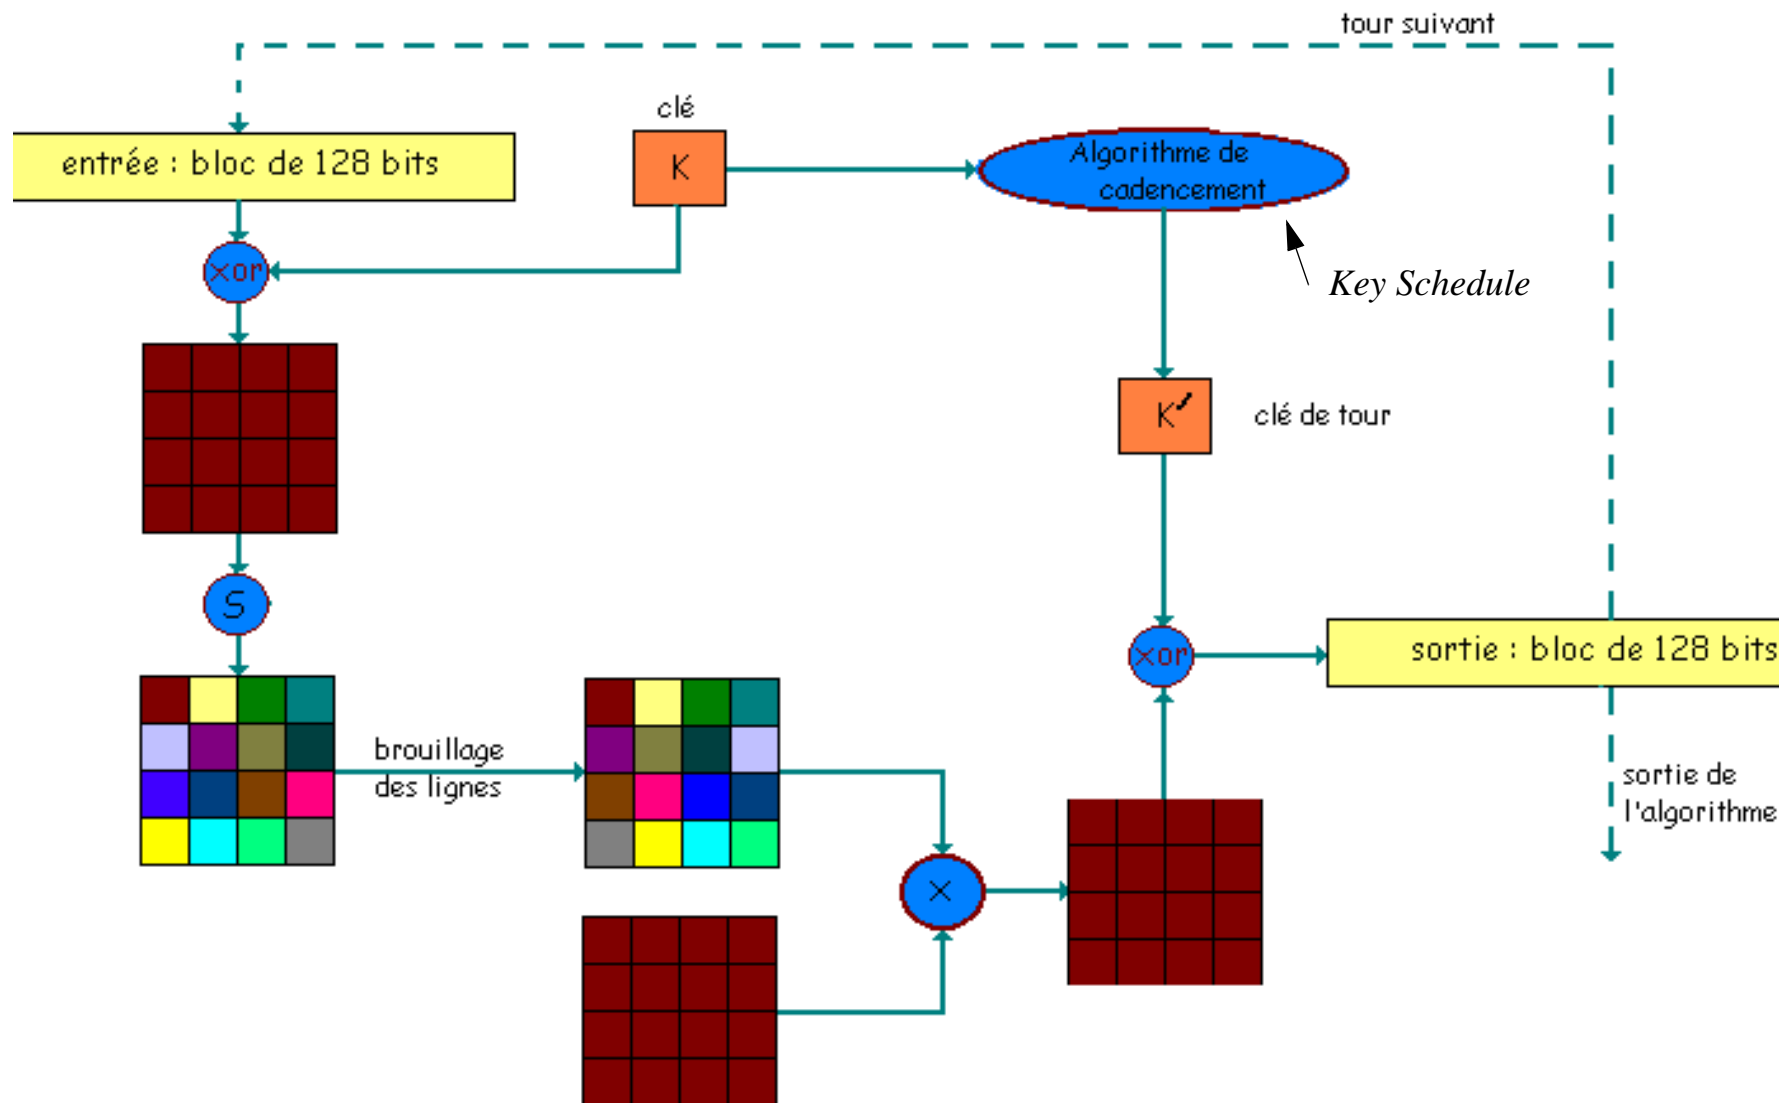 tour suivant
clé
entrée : bloc de 128 bits
K
Algorithme de
cadencement
xor
Key Schedule
K'
clé de tour
S
xor
sortie : bloc de 128 bits
brouillage
des lignes
sortie de
l'algorithme
X